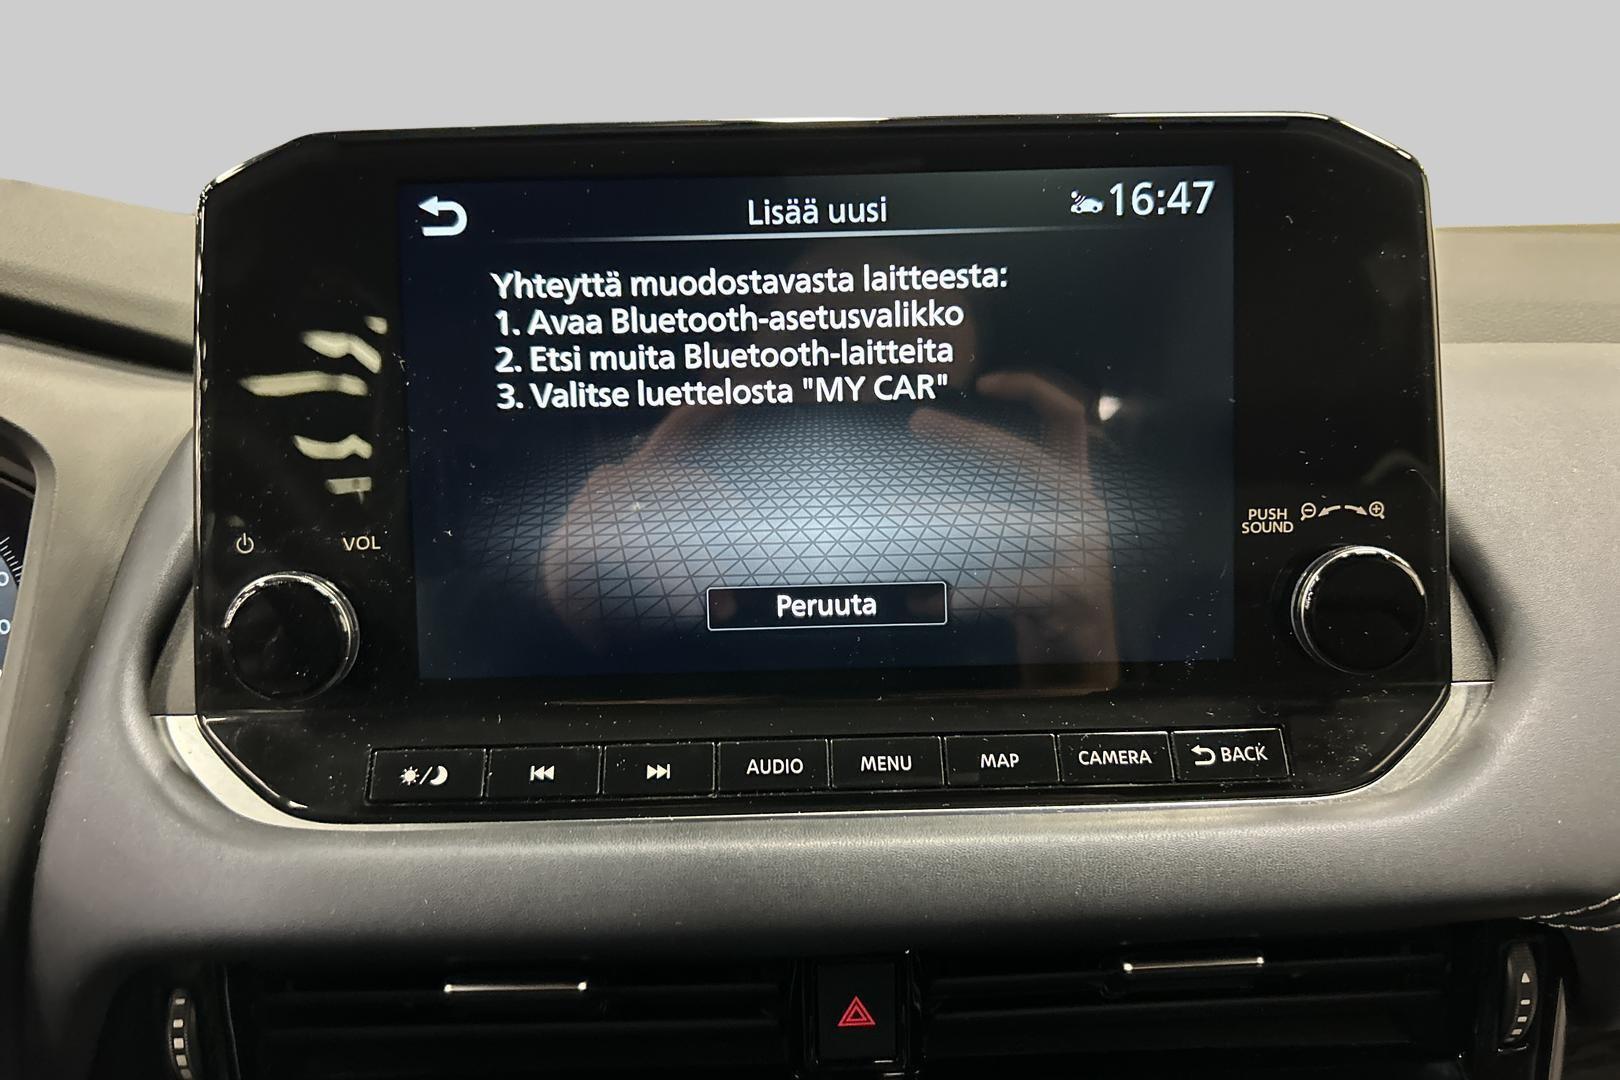 Lisää uusi
16:47
Yhteyttä muodostavasta laitteesta:
1. Avaa Bluetooth-asetusvalikko
2. Etsi muita Bluetooth-laitteita
3. Valitse luettelosta "MY CAR"
Peruuta
VOL
PUSH
SOUND
AUDIO
MENU
MAP
CAMERA
BACK